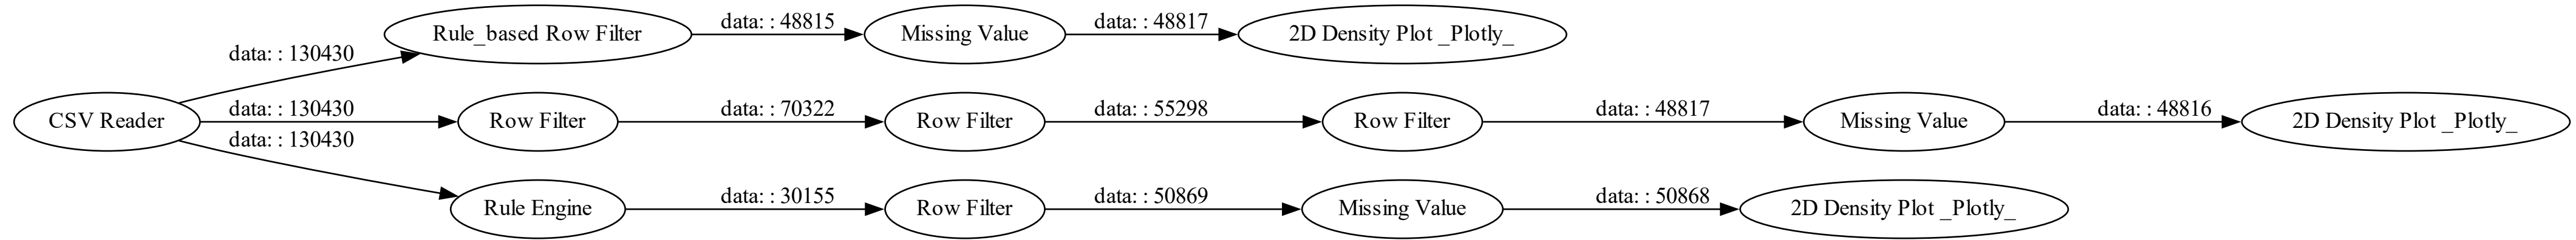 CSV Reader
data: : 130430
Rule_based Row Filter
data: : 48815
Missing Value
data: : 48817
2D Density Plot _Plotly_
data: : 130430
Row Filter
data: : 70322
Row Filter
data: : 55298
Row Filter
data: : 48817
Missing Value
data: : 48816
2D Density Plot _Plotly_
data: : 130430
Rule Engine
data: : 30155
Row Filter
data: : 50869
Missing Value
data: : 50868
2D Density Plot _Plotly_